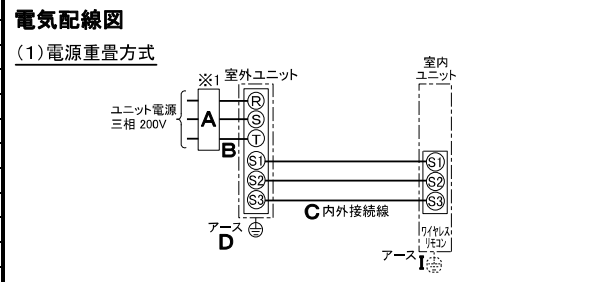 電気配線図
(1)電源重畳方式
室内
ユニット
※1 室外ユニット
ユニット電源
三相 200V
A
B
R
S
T
S1
S2
S3
S1
S2
S3
C 内外接続線
アース
D
ワイヤレス
リモコン
アース
I